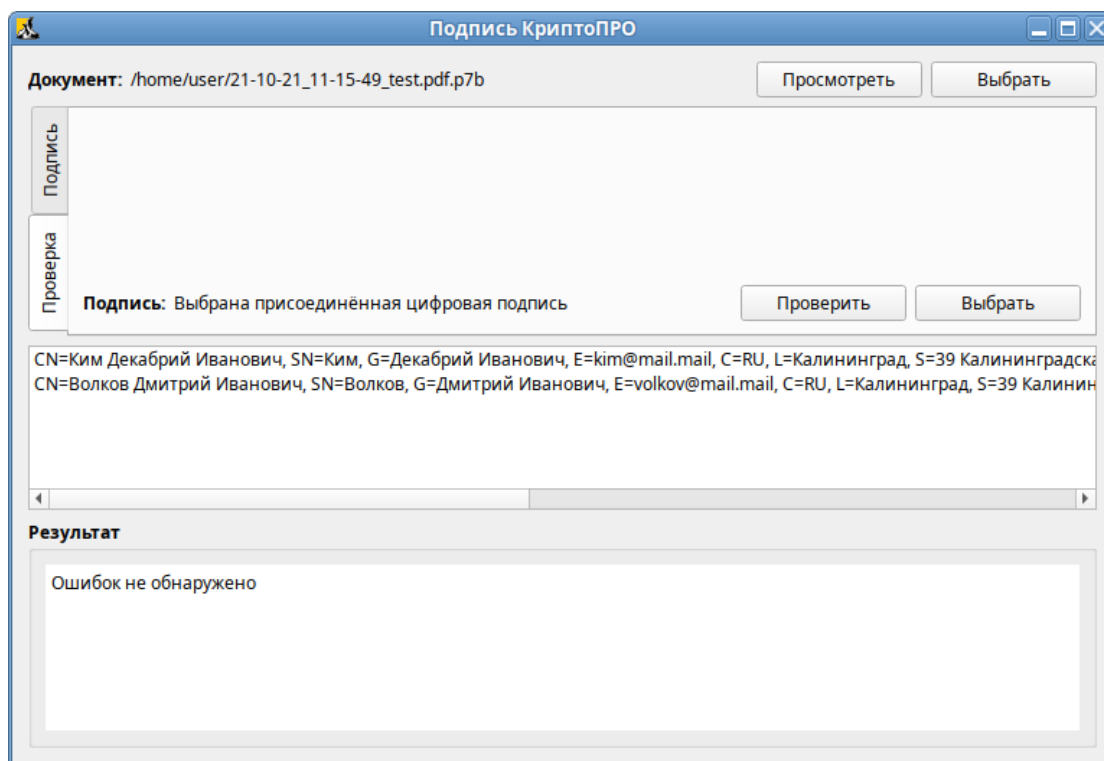 Подпись КриптоПРО
Документ: /home/user/21-10-21_11-15-49_test.pdf.p7b
Просмотреть
Выбрать
Подпись
Проверка
Подпись: Выбрана присоединённая цифровая подпись
Проверить
Выбрать
CN=Ким Декабрий Иванович, SN=Ким, G=Декабрий Иванович, E=kim@mail.mail, C=RU, L=Калининград, S=39 Калининградска
CN=Волков Дмитрий Иванович, SN=Волков, G=Дмитрий Иванович, E=volkov@mail.mail, C=RU, L=Калининград, S=39 Калинин
Результат
Ошибок не обнаружено